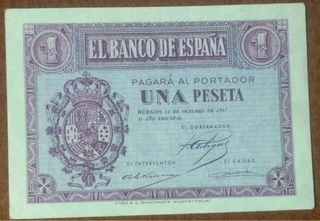 1 EL BANCO DE ESPAÑA 1
PAGARÁ AL PORTADOR
UNA PESETA
BURGOS 12 DE OCTUBRE DE 1937
II AÑO TRIUNFAL
EL GOBERNADOR
EL INTERVENTOR
EL CAJERO